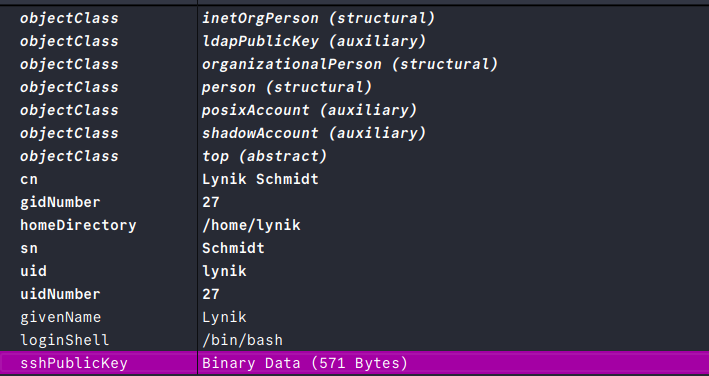 objectClass inetOrgPerson (structural)
objectClass ldapPublicKey (auxiliary)
objectClass organizationalPerson (structural)
objectClass person (structural)
objectClass posixAccount (auxiliary)
objectClass shadowAccount (auxiliary)
objectClass top (abstract)
cn Lynik Schmidt
gidNumber 27
homeDirectory /home/lynik
sn Schmidt
uid lynik
uidNumber 27
givenName Lynik
loginShell /bin/bash
sshPublicKey Binary Data (571 Bytes)